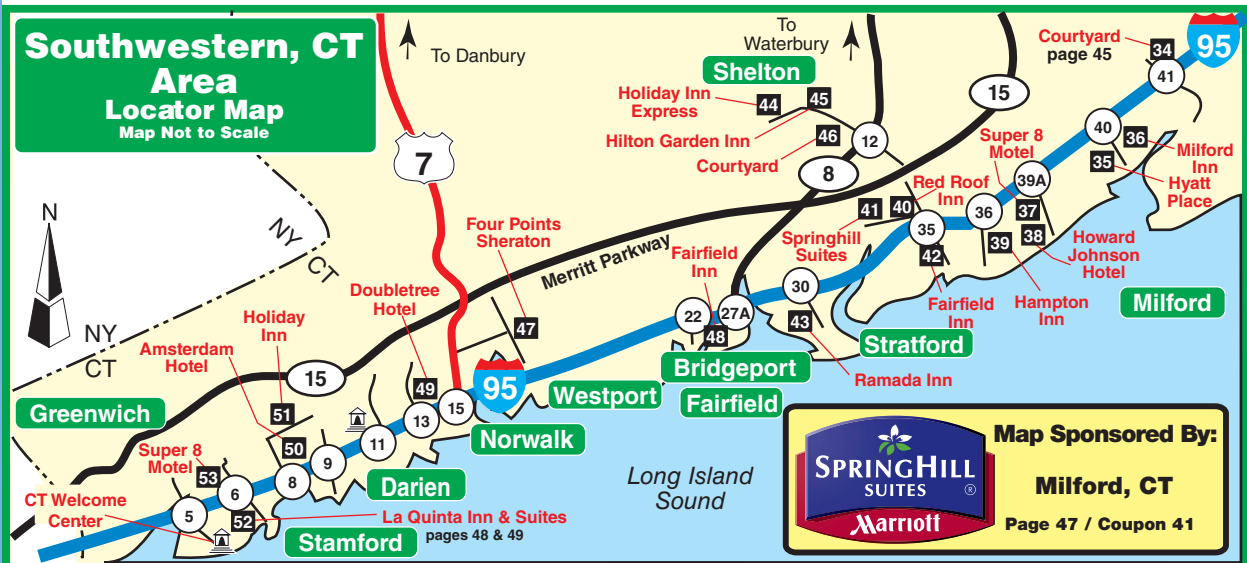 Southwestern, CT
Area
Locator Map
Map Not to Scale
To Danbury
To
Waterbury
Shelton
Courtyard
page 45
34
95
41
Holiday Inn
Express
44
45
Hilton Garden Inn
46
Courtyard
12
15
7
8
Super 8
Motel
40
36
Milford
Inn
35
Hyatt
Place
39A
Red Roof
Inn
41
40
36
37
35
Springhill
Suites
42
39
38
Howard
Johnson
Hotel
N
NY
CT
Four Points
Sheraton
Merritt Parkway
Fairfield
Inn
30
Fairfield
Inn
Hampton
Inn
Milford
Doubletree
Hotel
47
22
27A
48
43
Stratford
NY
CT
Holiday
Inn
Amsterdam
Hotel
15
Bridgeport
Ramada Inn
49
95
Westport
Fairfield
Greenwich
51
13
15
Norwalk
50
11
9
Super 8
Motel
53
8
6
Darien
Long Island
Sound
CT Welcome
Center
5
52
La Quinta Inn & Suites
pages 48 & 49
Stamford
SPRINGHILL
SUITES
®
Marriott
Map Sponsored By:
Milford, CT
Page 47 / Coupon 41